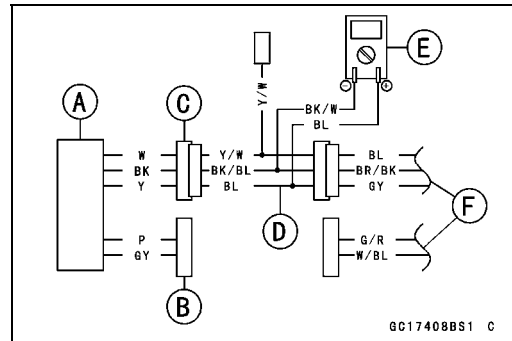 E
A
C
Y/W
⊖ ⊕
BK/W
BL
W Y/W BL
BK BK/BL BR/BK
Y BL GY
F
D
P G/R
GY W/BL
B
GC17408BS1 C